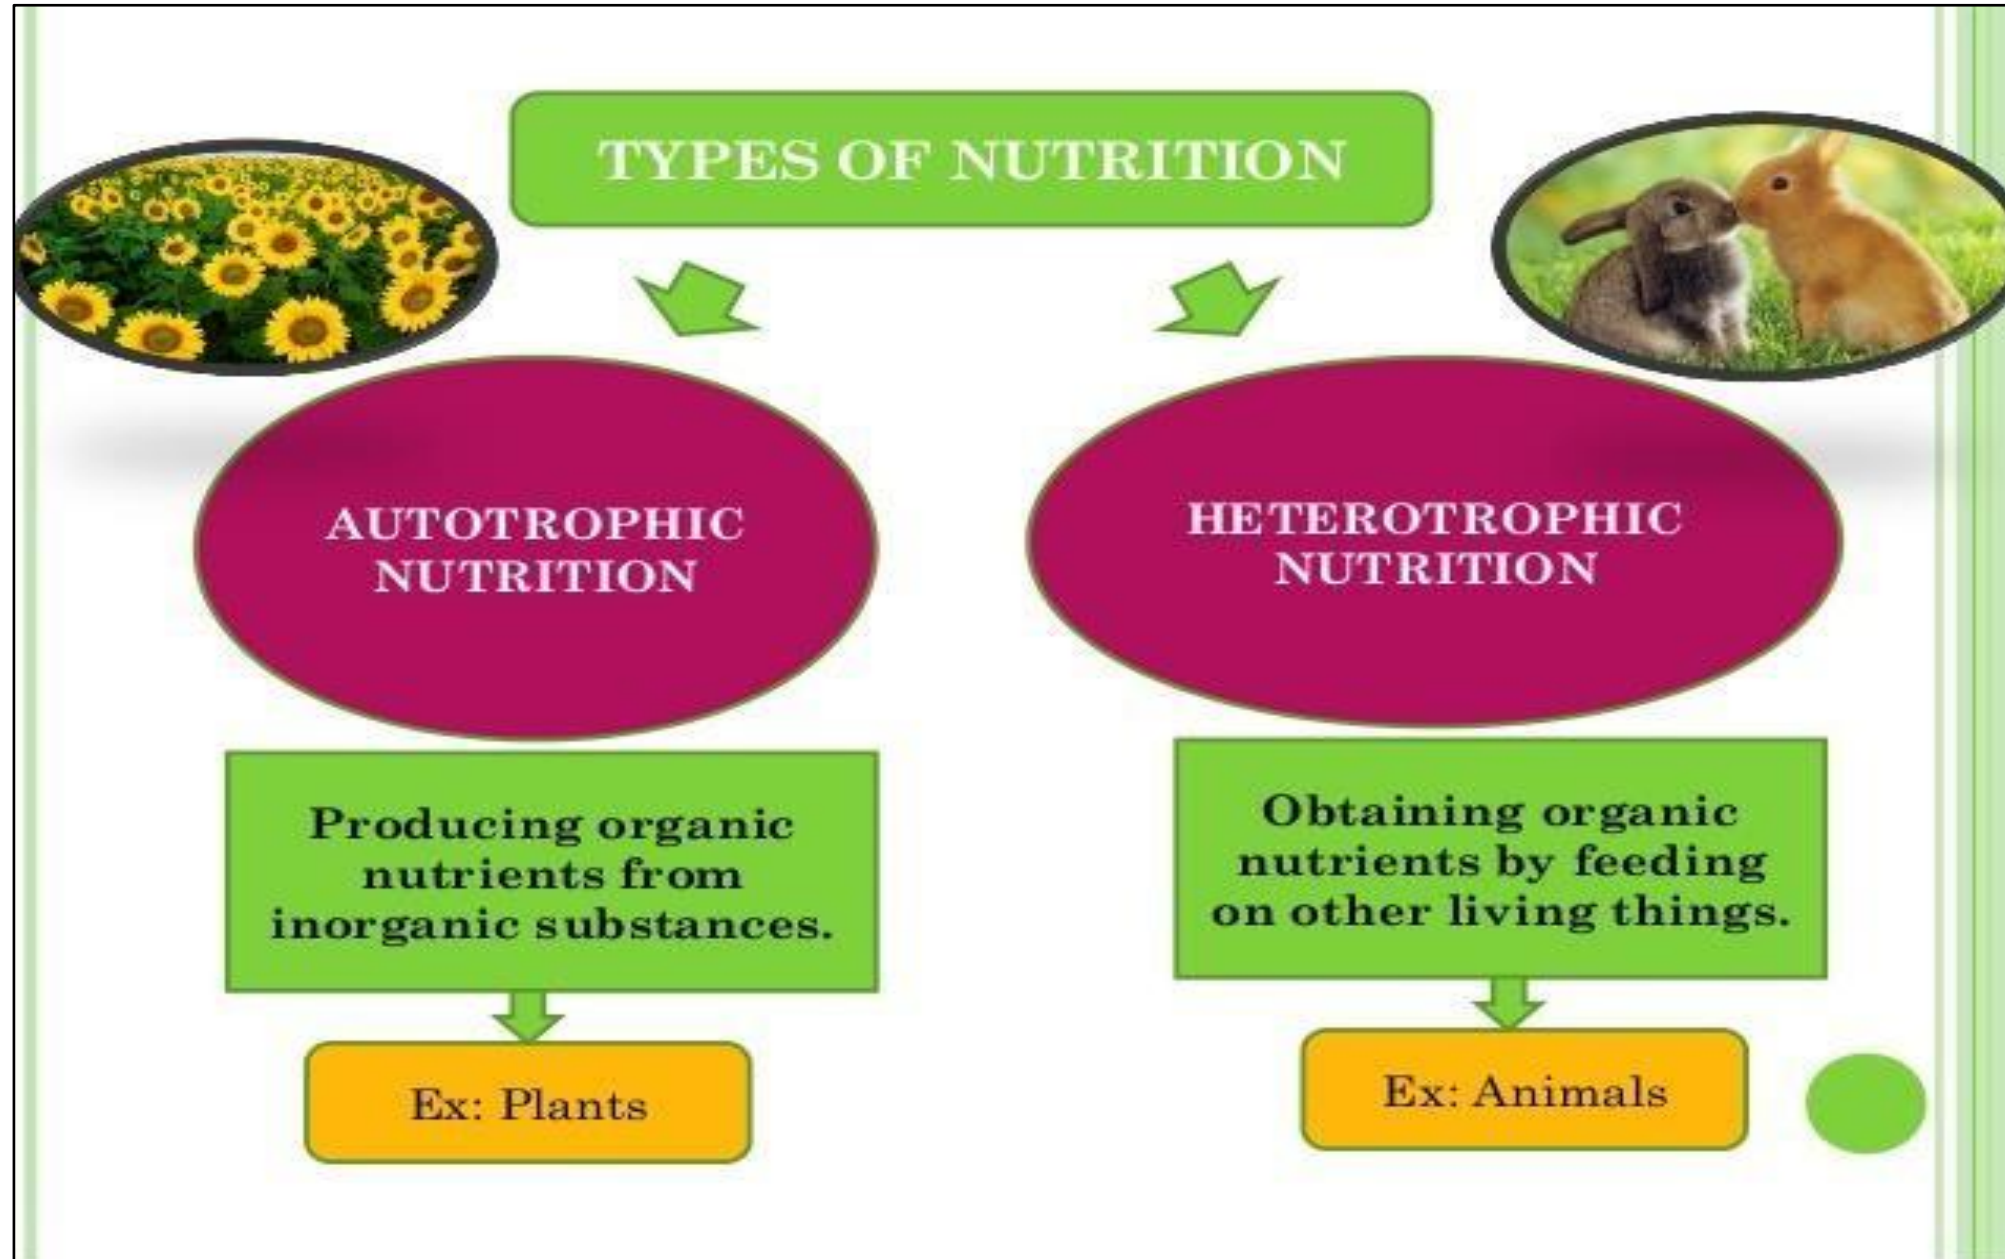 TYPES OF NUTRITION
AUTOTROPHIC
NUTRITION
HETEROTROPHIC
NUTRITION
Producing organic
nutrients from
inorganic substances.
Obtaining organic
nutrients by feeding
on other living things.
Ex: Plants
Ex: Animals